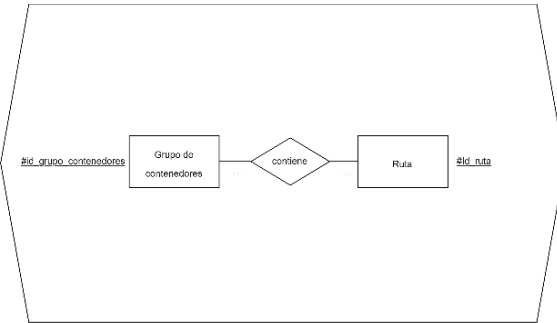 #id_grupo_contenedores
Grupo de
contenedores
contiene
Ruta
#Id_ruta